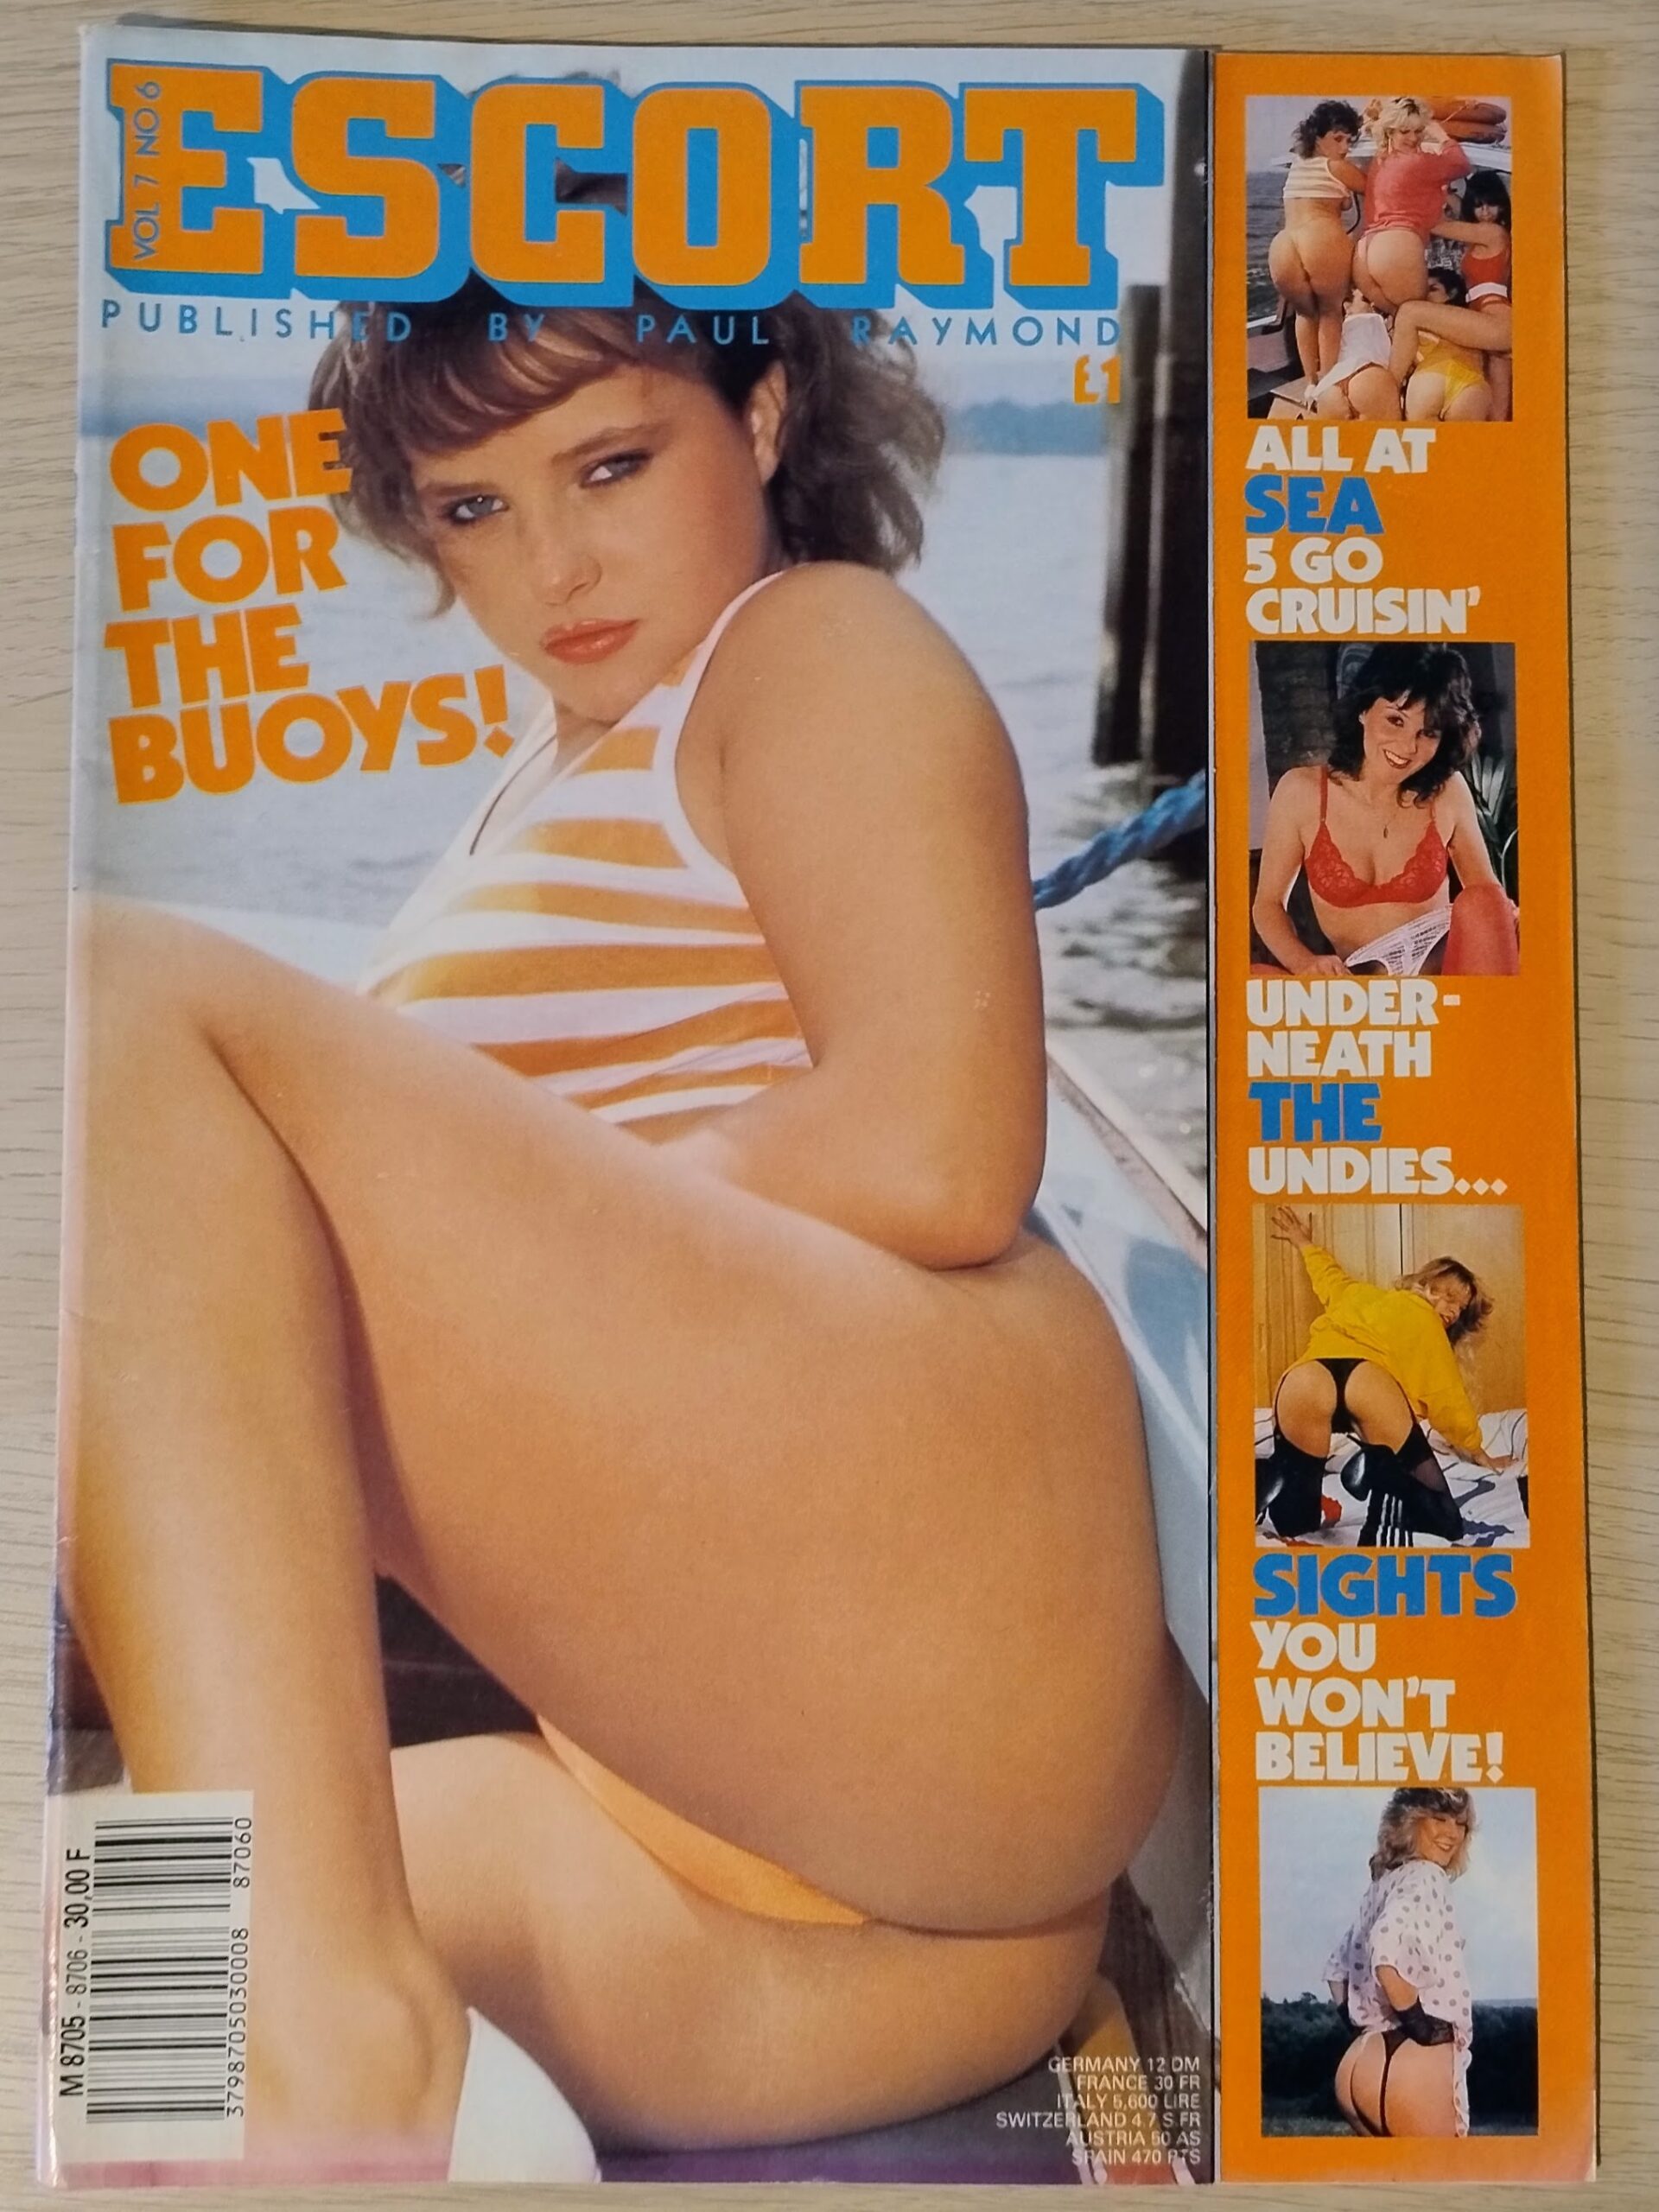 VOL 7 NO 6
ESCORT
PUBLISHED BY PAUL RAYMOND
£1
ONE
FOR
THE
BUOYS!
M 8705 - 8706 - 30,00 F
3798705030008 87060
GERMANY 12 DM
FRANCE 30 FR
ITALY 5,600 LIRE
SWITZERLAND 4.7 S.FR
AUSTRIA 50 AS
SPAIN 470 PTS
ALL AT
SEA
5 GO
CRUISIN'
UNDER-
NEATH
THE
UNDIES...
SIGHTS
YOU
WON'T
BELIEVE!